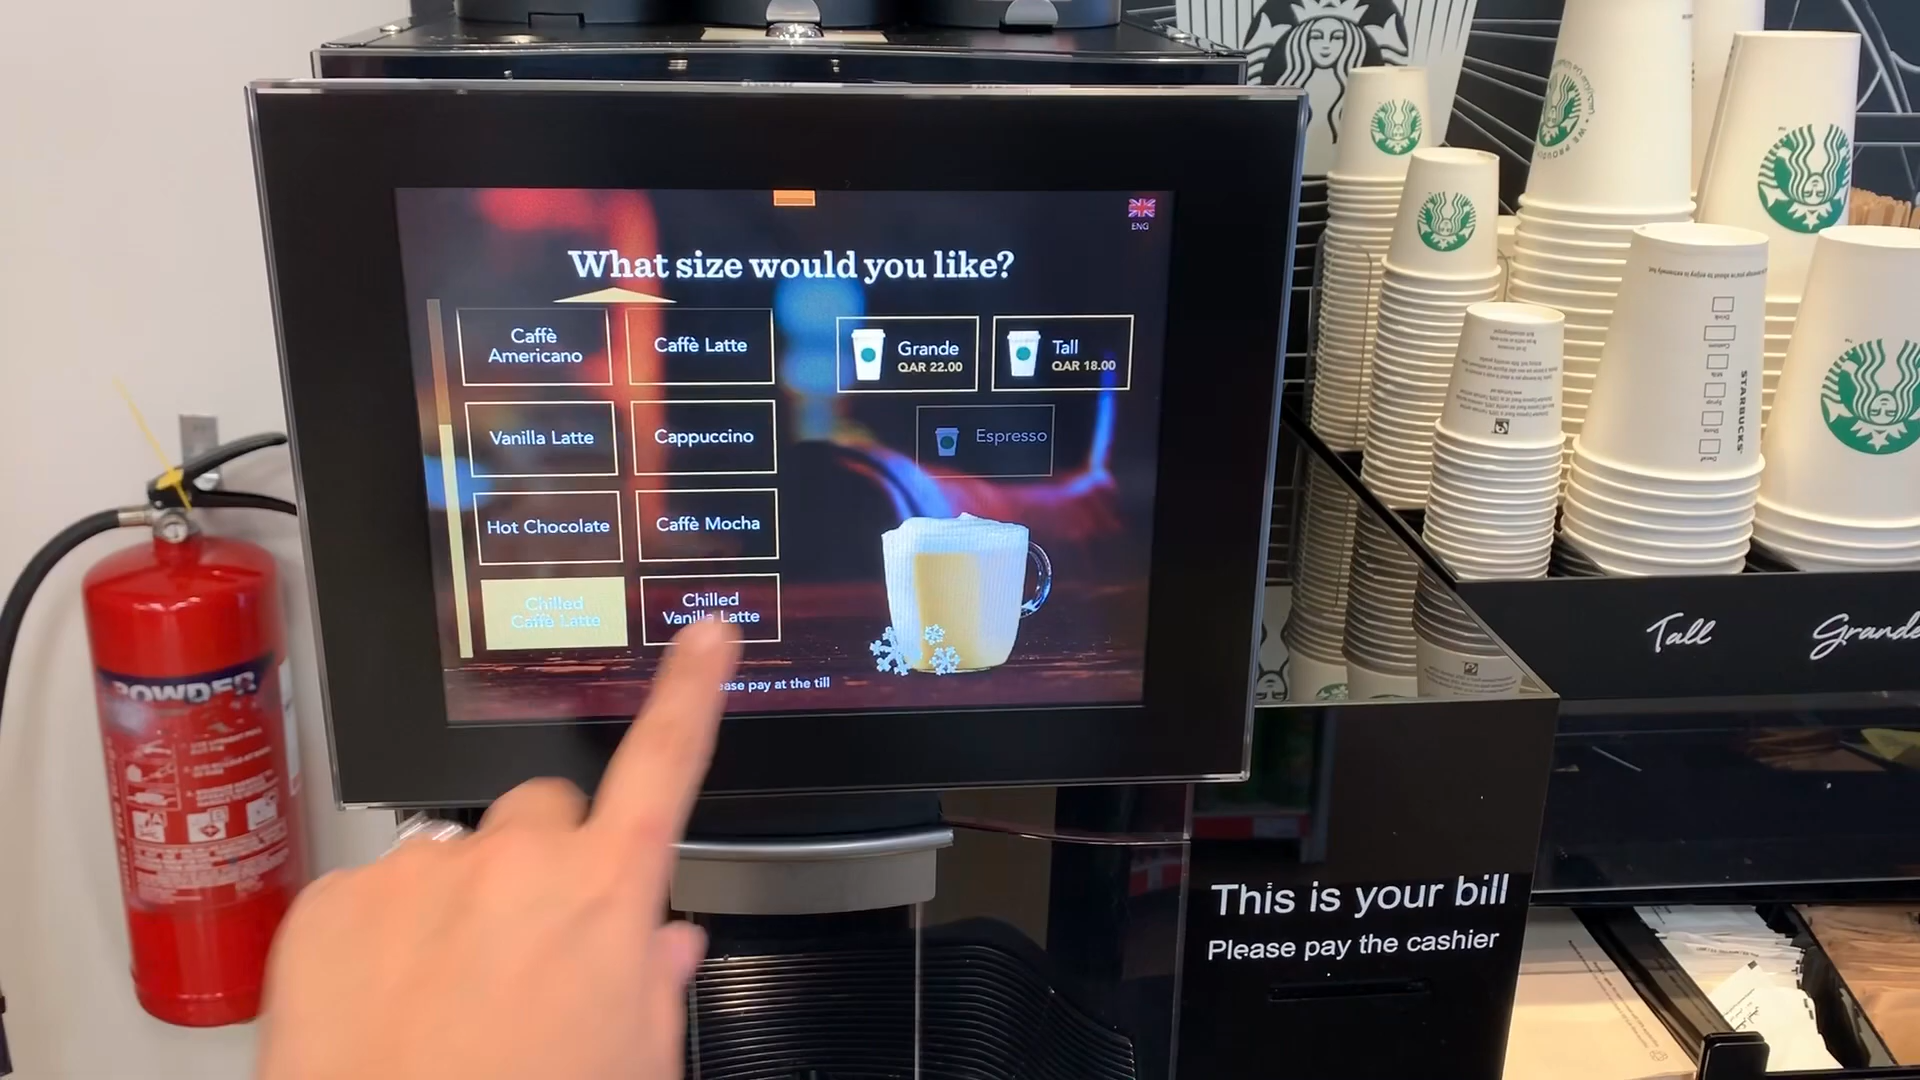 ENG
What size would you like?
Caffè
Americano
Caffè Latte
Grande
QAR 22.00
Tall
QAR 18.00
Vanilla Latte
Cappuccino
Espresso
Hot Chocolate
Caffè Mocha
Chilled
Caffè Latte
Chilled
Vanilla Latte
ease pay at the till
POWDER
STARBUCKS
Tall
Grande
This is your bill
Please pay the cashier